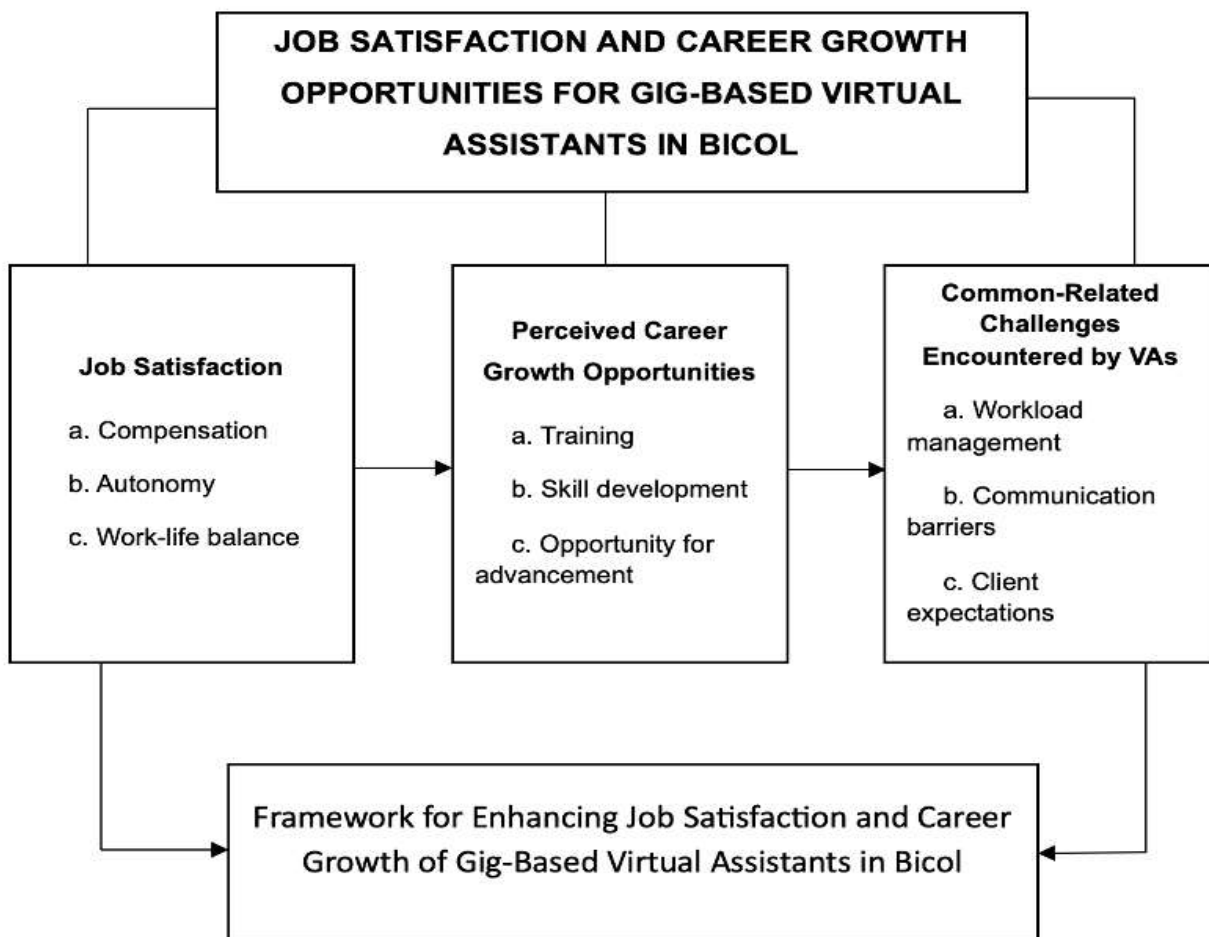 JOB SATISFACTION AND CAREER GROWTH
OPPORTUNITIES FOR GIG-BASED VIRTUAL
ASSISTANTS IN BICOL
Job Satisfaction
a. Compensation
b. Autonomy
c. Work-life balance
Perceived Career
Growth Opportunities
a. Training
b. Skill development
c. Opportunity for
advancement
Common-Related
Challenges
Encountered by VAs
a. Workload
management
b. Communication
barriers
c. Client
expectations
Framework for Enhancing Job Satisfaction and Career
Growth of Gig-Based Virtual Assistants in Bicol